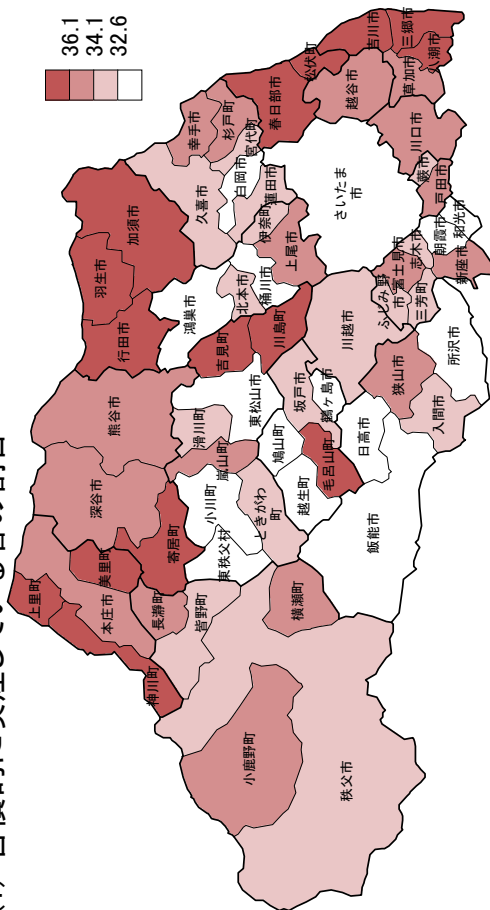 36.1
34.1
32.6
上里町
本庄市
美里町
神川町
深谷市
熊谷市
行田市
羽生市
加須市
寄居町
長瀞町
皆野町
小鹿野町
秩父市
横瀬町
東秩父村
小川町
嵐山町
滑川町
ときがわ
町
東松山市
吉見町
鴻巣市
北本市
桶川市
川島町
鳩山町
越生町
毛呂山町
坂戸市
鶴ヶ島市
日高市
飯能市
川越市
狭山市
入間市
所沢市
ふじみ野
市
富士見市
三芳町
志木市
新座市
朝霞市
和光市
さいたま
市
上尾市
伊奈町
蓮田市
白岡市
久喜市
幸手市
杉戸町
宮代町
春日部市
松伏町
越谷市
吉川市
三郷市
八潮市
草加市
川口市
蕨市
戸田市